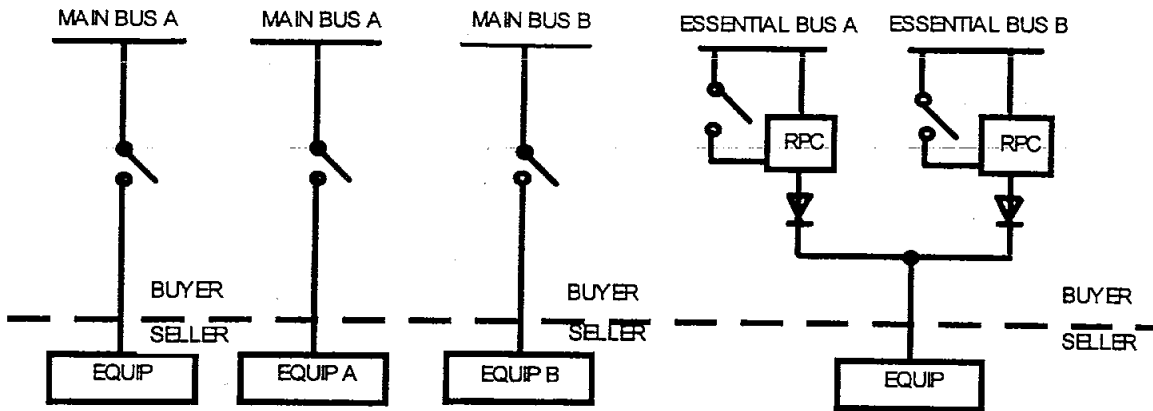 MAIN BUS A
MAIN BUS A
MAIN BUS B
ESSENTIAL BUS A
ESSENTIAL BUS B
RPC
RPC
BUYER
SELLER
BUYER
SELLER
BUYER
SELLER
EQUIP
EQUIP A
EQUIP B
EQUIP